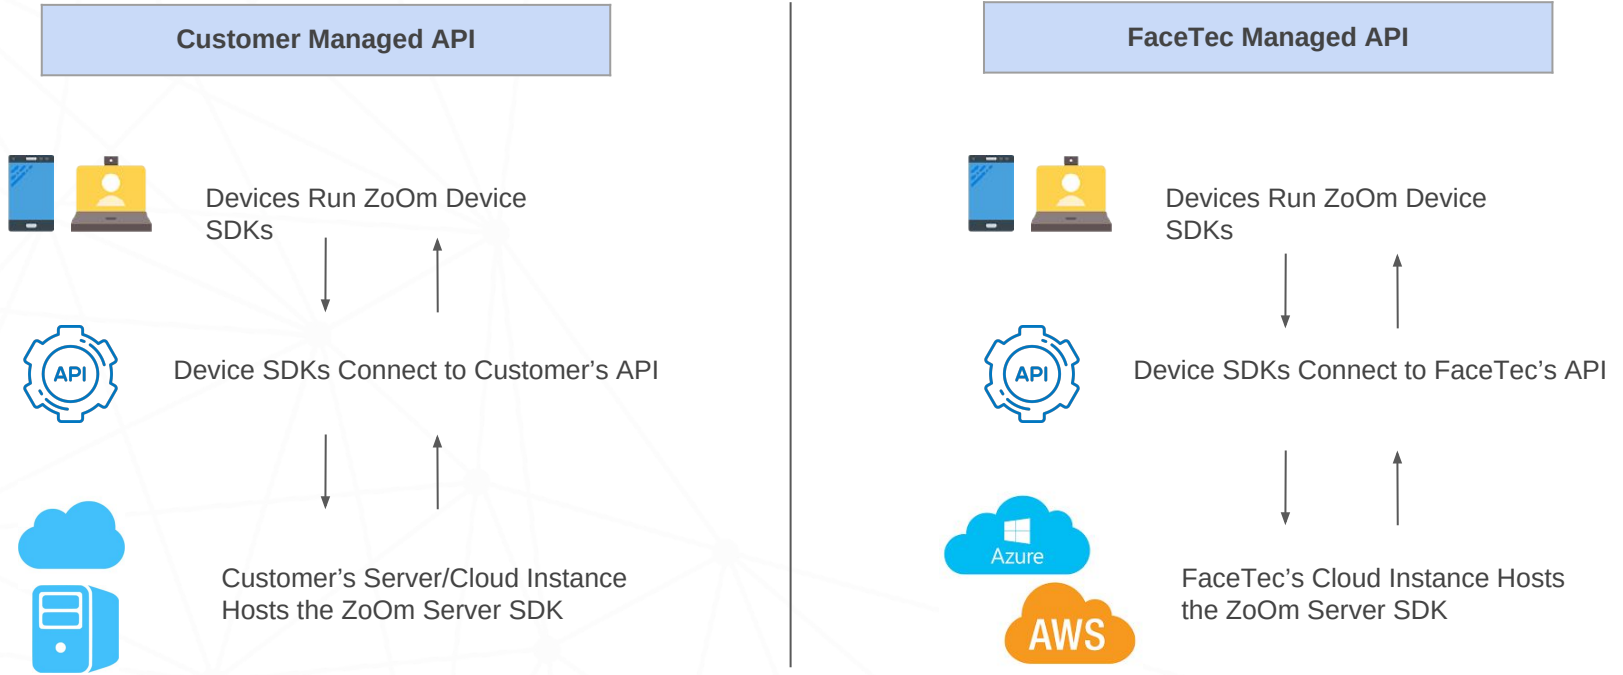 Customer Managed API
Devices Run ZoOm Device
SDKs
API
Device SDKs Connect to Customer’s API
Customer’s Server/Cloud Instance
Hosts the ZoOm Server SDK
FaceTec Managed API
Devices Run ZoOm Device
SDKs
API
Device SDKs Connect to FaceTec’s API
Azure
AWS
FaceTec’s Cloud Instance Hosts
the ZoOm Server SDK